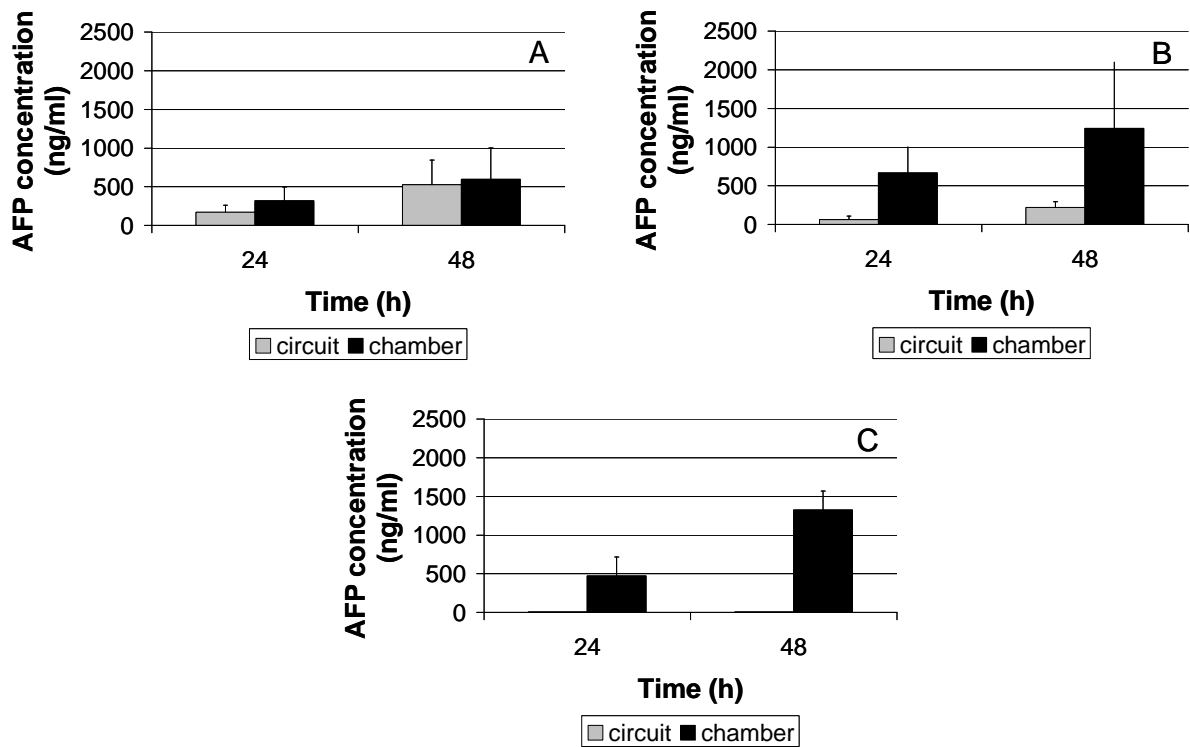 AFP concentration
(ng/ml)
2500
2000
1500
1000
500
0
A
24
48
Time (h)
circuit
chamber
AFP concentration
(ng/ml)
2500
2000
1500
1000
500
0
B
24
48
Time (h)
circuit
chamber
AFP concentration
(ng/ml)
2500
2000
1500
1000
500
0
C
24
48
Time (h)
circuit
chamber